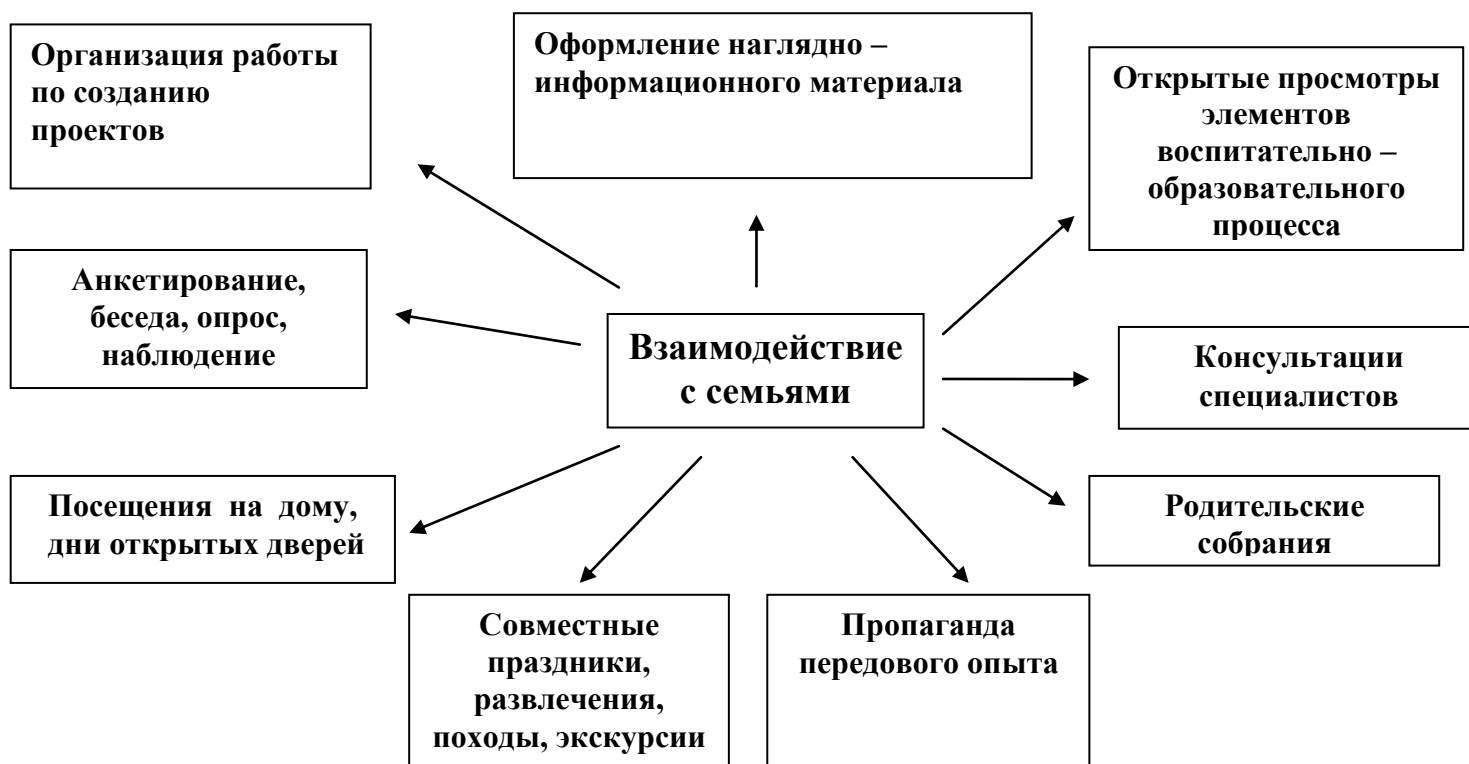 Организация работы
по созданию
проектов
Оформление наглядно –
информационного материала
Открытые просмотры
элементов
воспитательно –
образовательного
процесса
Анкетирование,
беседа, опрос,
наблюдение
Взаимодействие
с семьями
Консультации
специалистов
Посещения на дому,
дни открытых дверей
Родительские
собрания
Совместные
праздники,
развлечения,
походы, экскурсии
Пропаганда
передового опыта